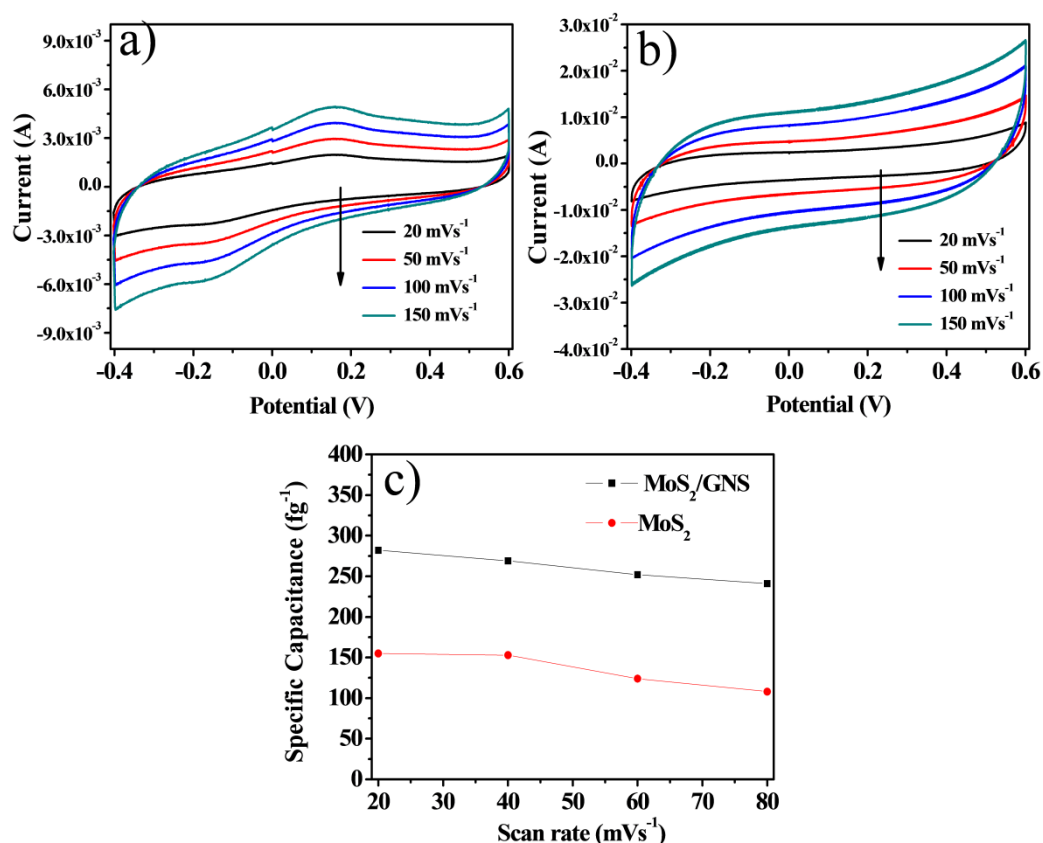 a)
9.0x10⁻³
6.0x10⁻³
3.0x10⁻³
0.0
-3.0x10⁻³
-6.0x10⁻³
-9.0x10⁻³
Current (A)
20 mVs⁻¹
50 mVs⁻¹
100 mVs⁻¹
150 mVs⁻¹
-0.4 -0.2 0.0 0.2 0.4 0.6
Potential (V)
b)
3.0x10⁻²
2.0x10⁻²
1.0x10⁻²
0.0
-1.0x10⁻²
-2.0x10⁻²
-3.0x10⁻²
-4.0x10⁻²
Current (A)
20 mVs⁻¹
50 mVs⁻¹
100 mVs⁻¹
150 mVs⁻¹
-0.4 -0.2 0.0 0.2 0.4 0.6
Potential (V)
c)
400
350
300
250
200
150
100
50
0
Specific Capacitance (fg⁻¹)
MoS₂/GNS
MoS₂
20 30 40 50 60 70 80
Scan rate (mVs⁻¹)